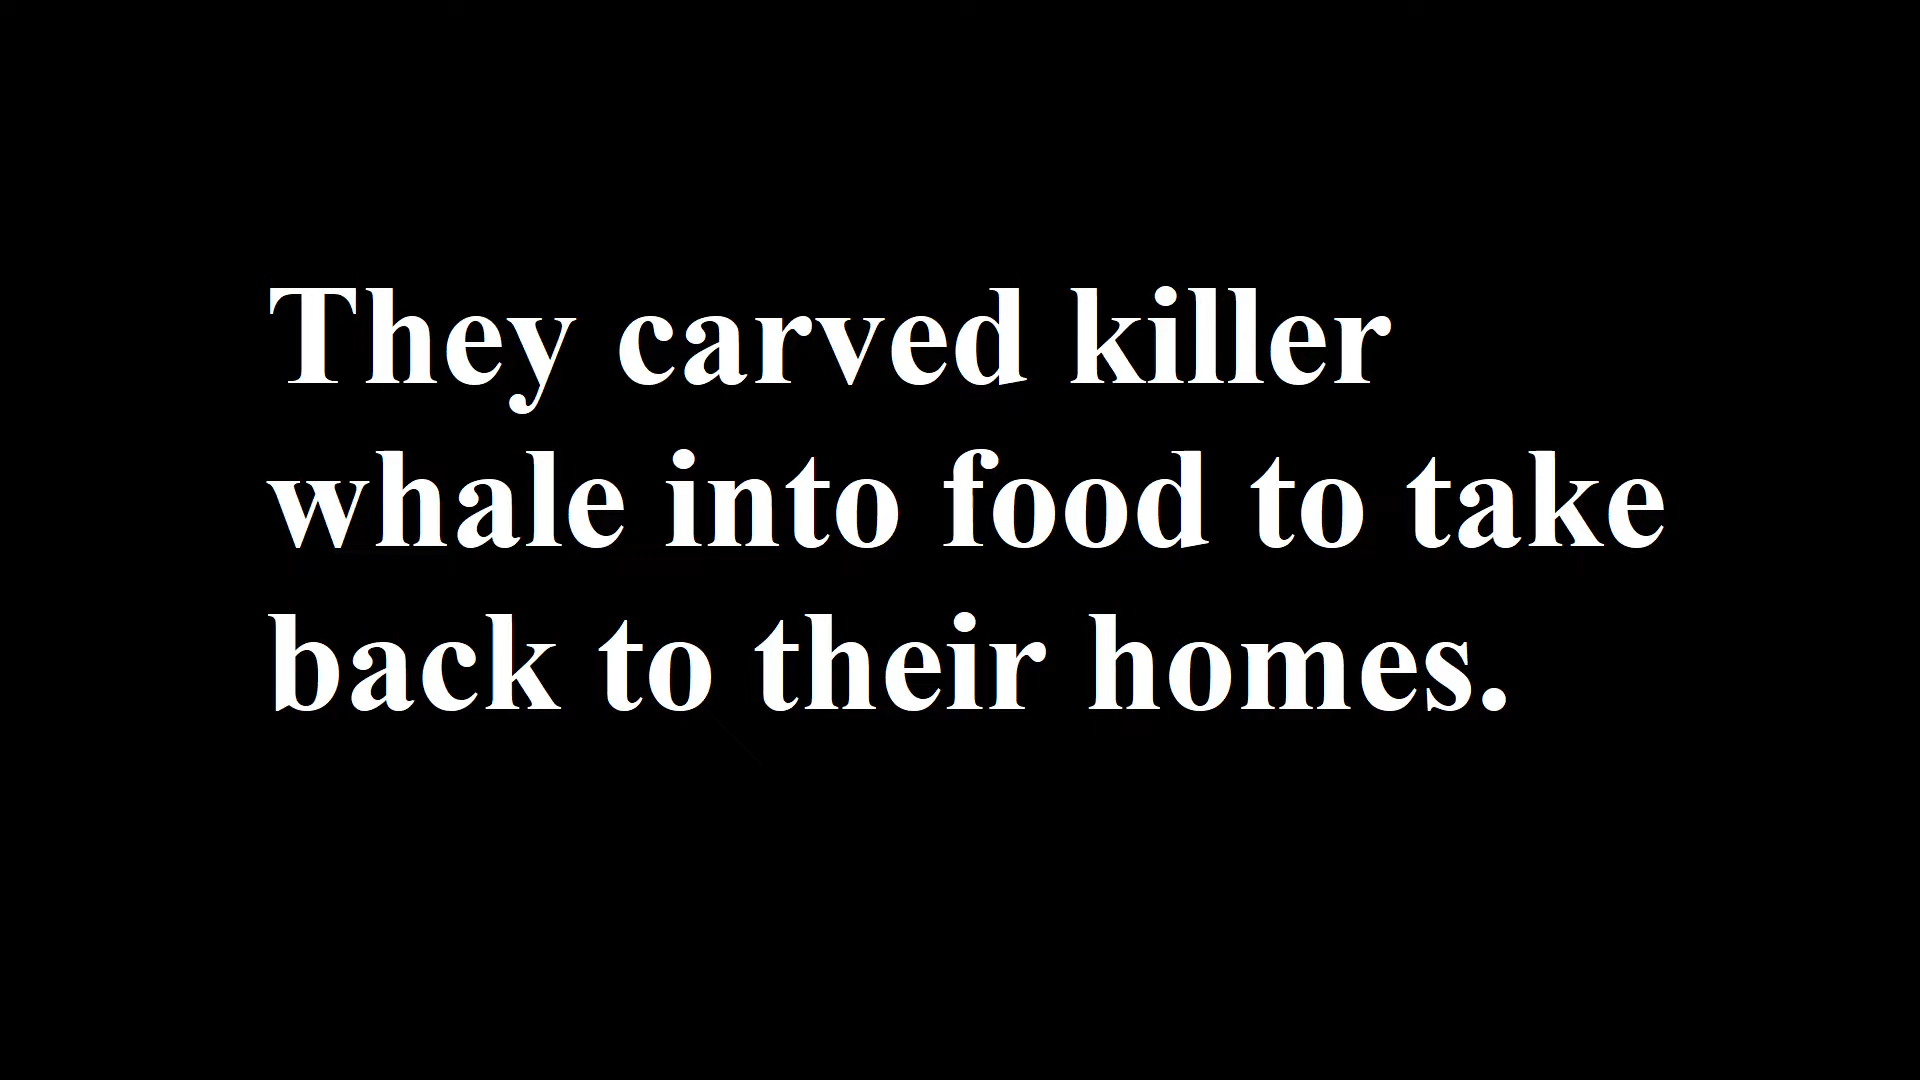 They carved killer
whale into food to take
back to their homes.